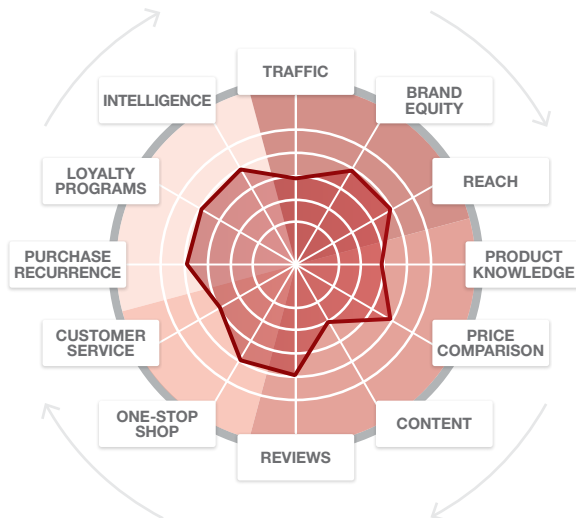 TRAFFIC
BRAND
EQUITY
REACH
PRODUCT
KNOWLEDGE
PRICE
COMPARISON
CONTENT
REVIEWS
ONE-STOP
SHOP
CUSTOMER
SERVICE
PURCHASE
RECURRENCE
LOYALTY
PROGRAMS
INTELLIGENCE